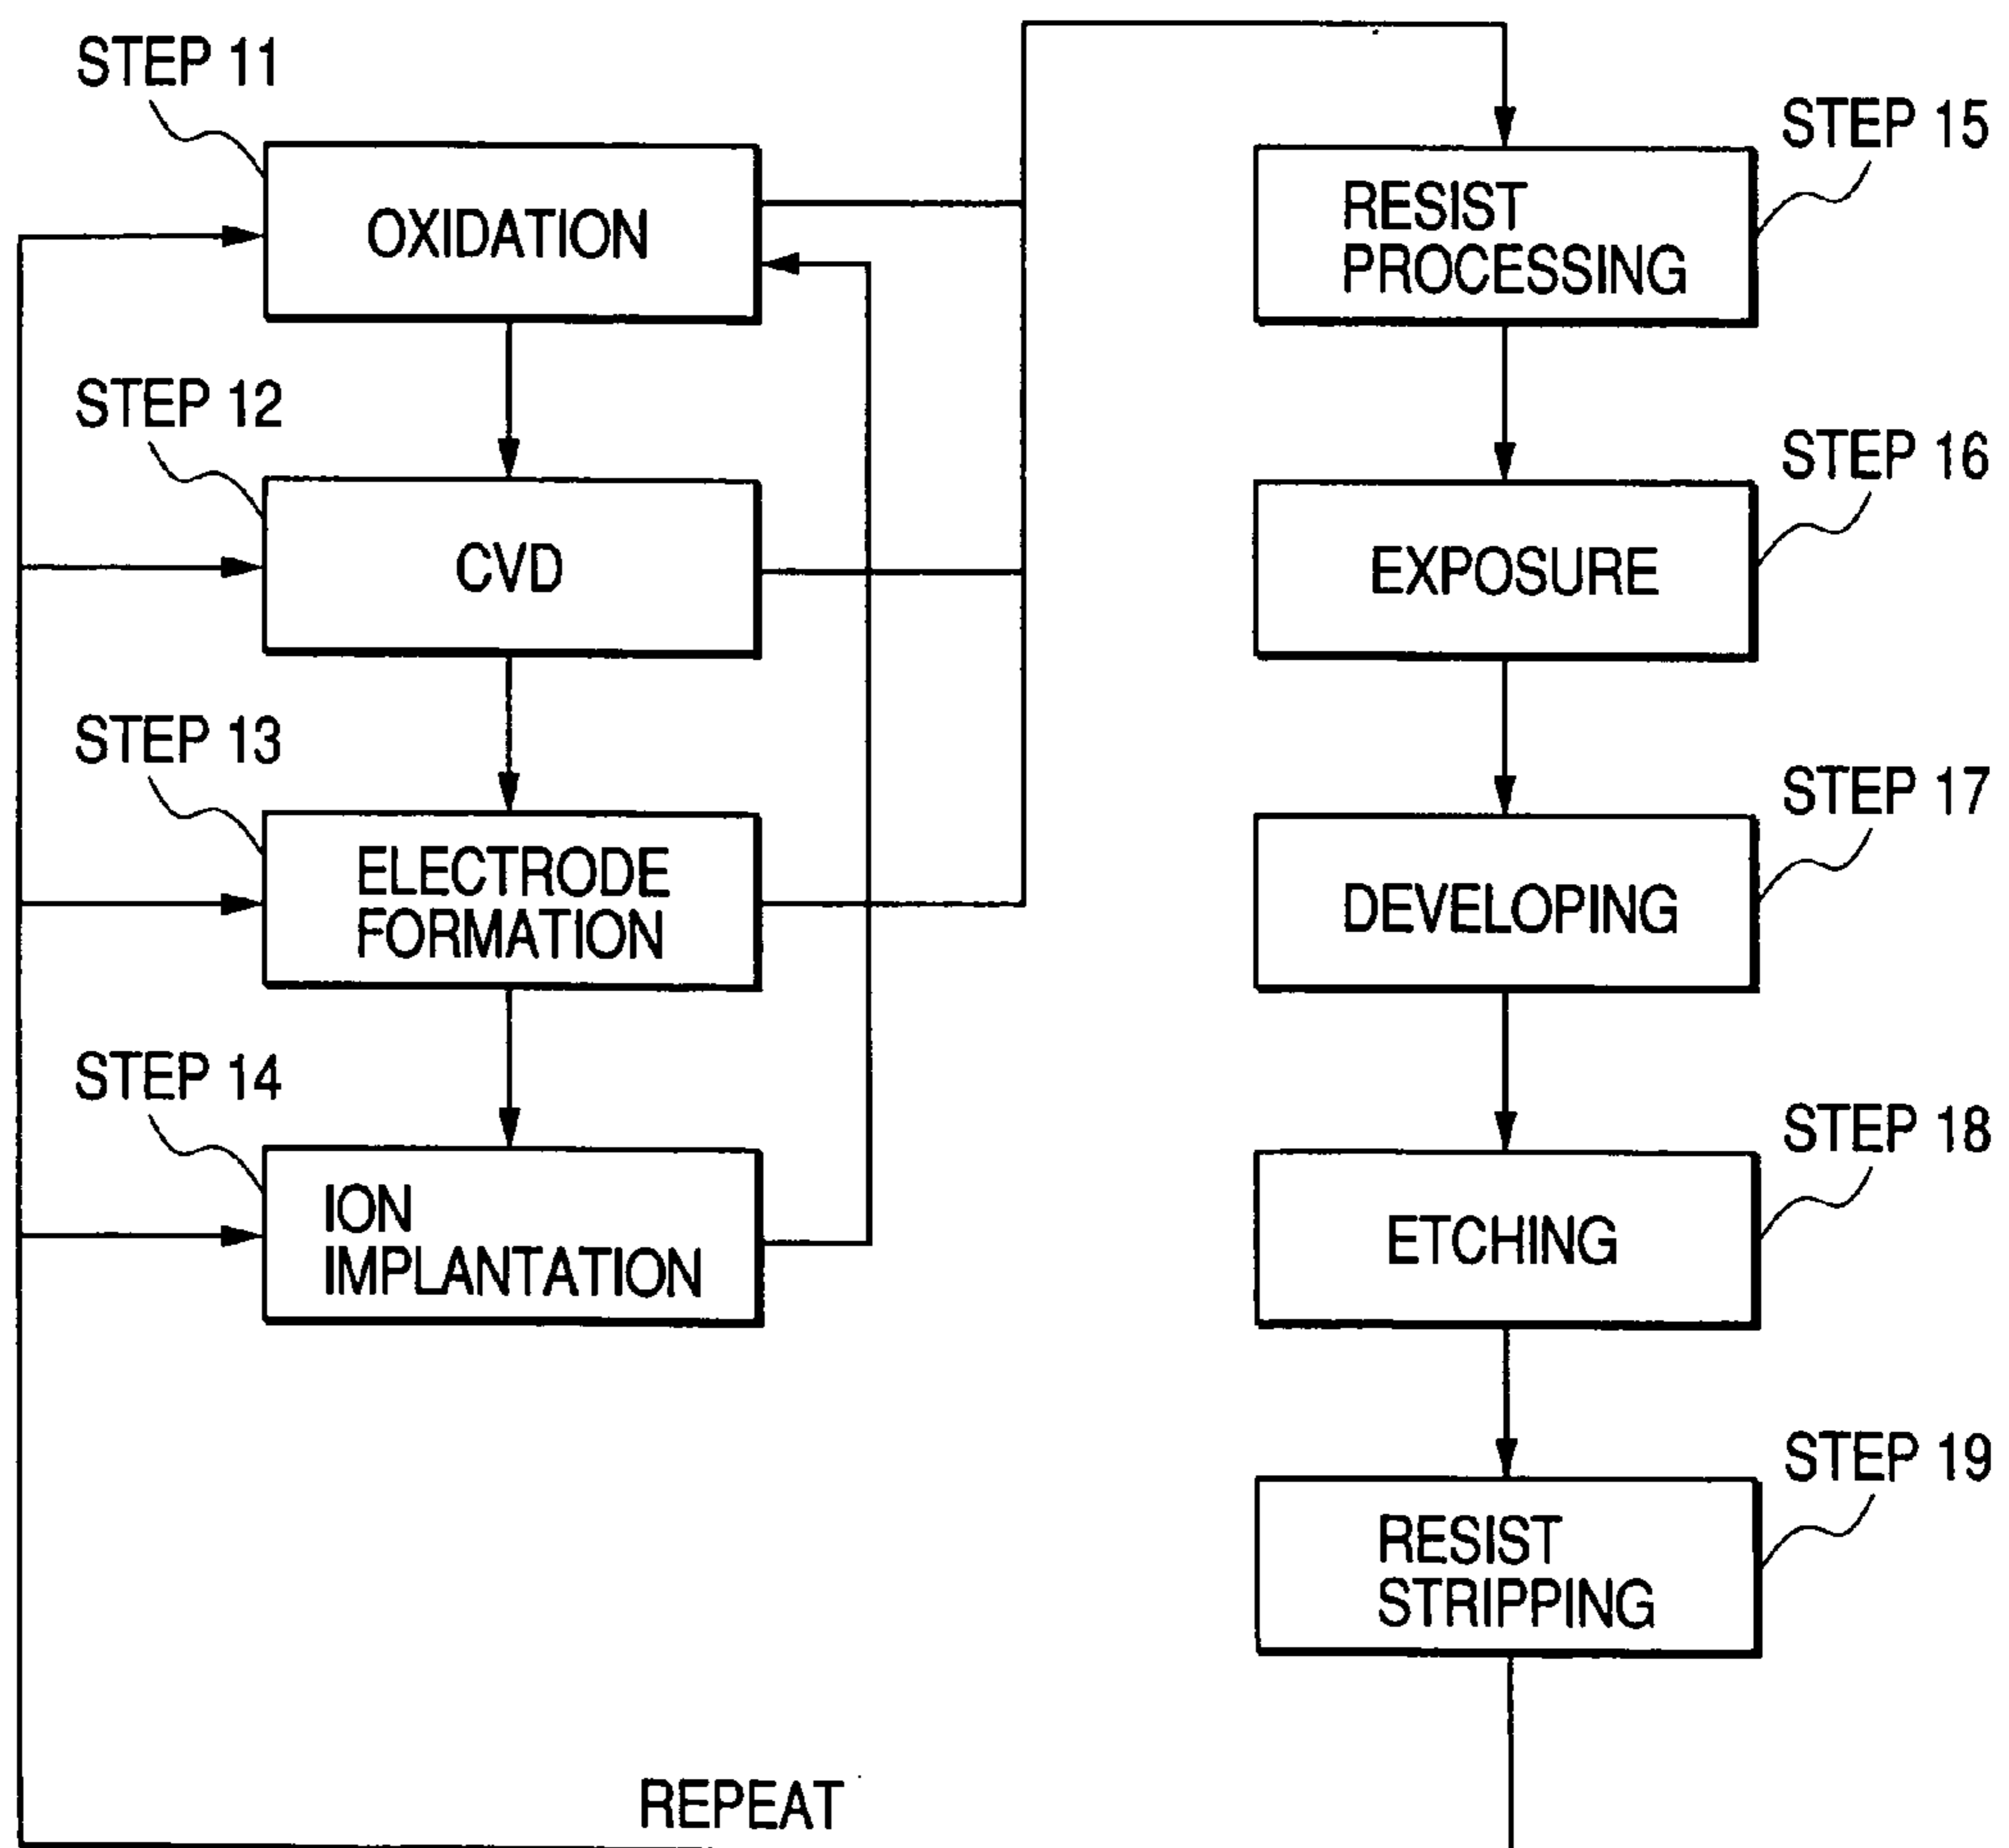 STEP 11
OXIDATION
STEP 12
CVD
STEP 13
ELECTRODE
FORMATION
STEP 14
ION
IMPLANTATION
STEP 15
RESIST
PROCESSING
STEP 16
EXPOSURE
STEP 17
DEVELOPING
STEP 18
ETCHING
STEP 19
RESIST
STRIPPING
REPEAT